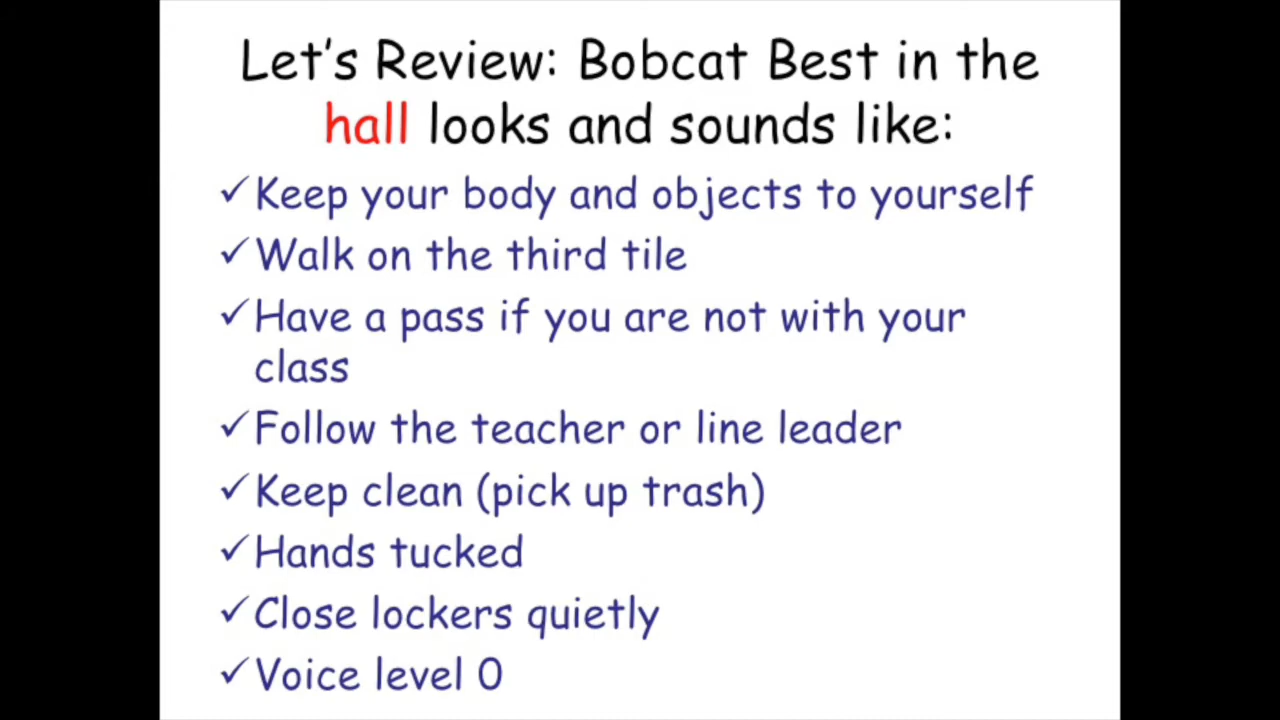 Let's Review: Bobcat Best in the
hall looks and sounds like:
✓Keep your body and objects to yourself
✓Walk on the third tile
✓Have a pass if you are not with your
class
✓Follow the teacher or line leader
✓Keep clean (pick up trash)
✓Hands tucked
✓Close lockers quietly
✓Voice level 0